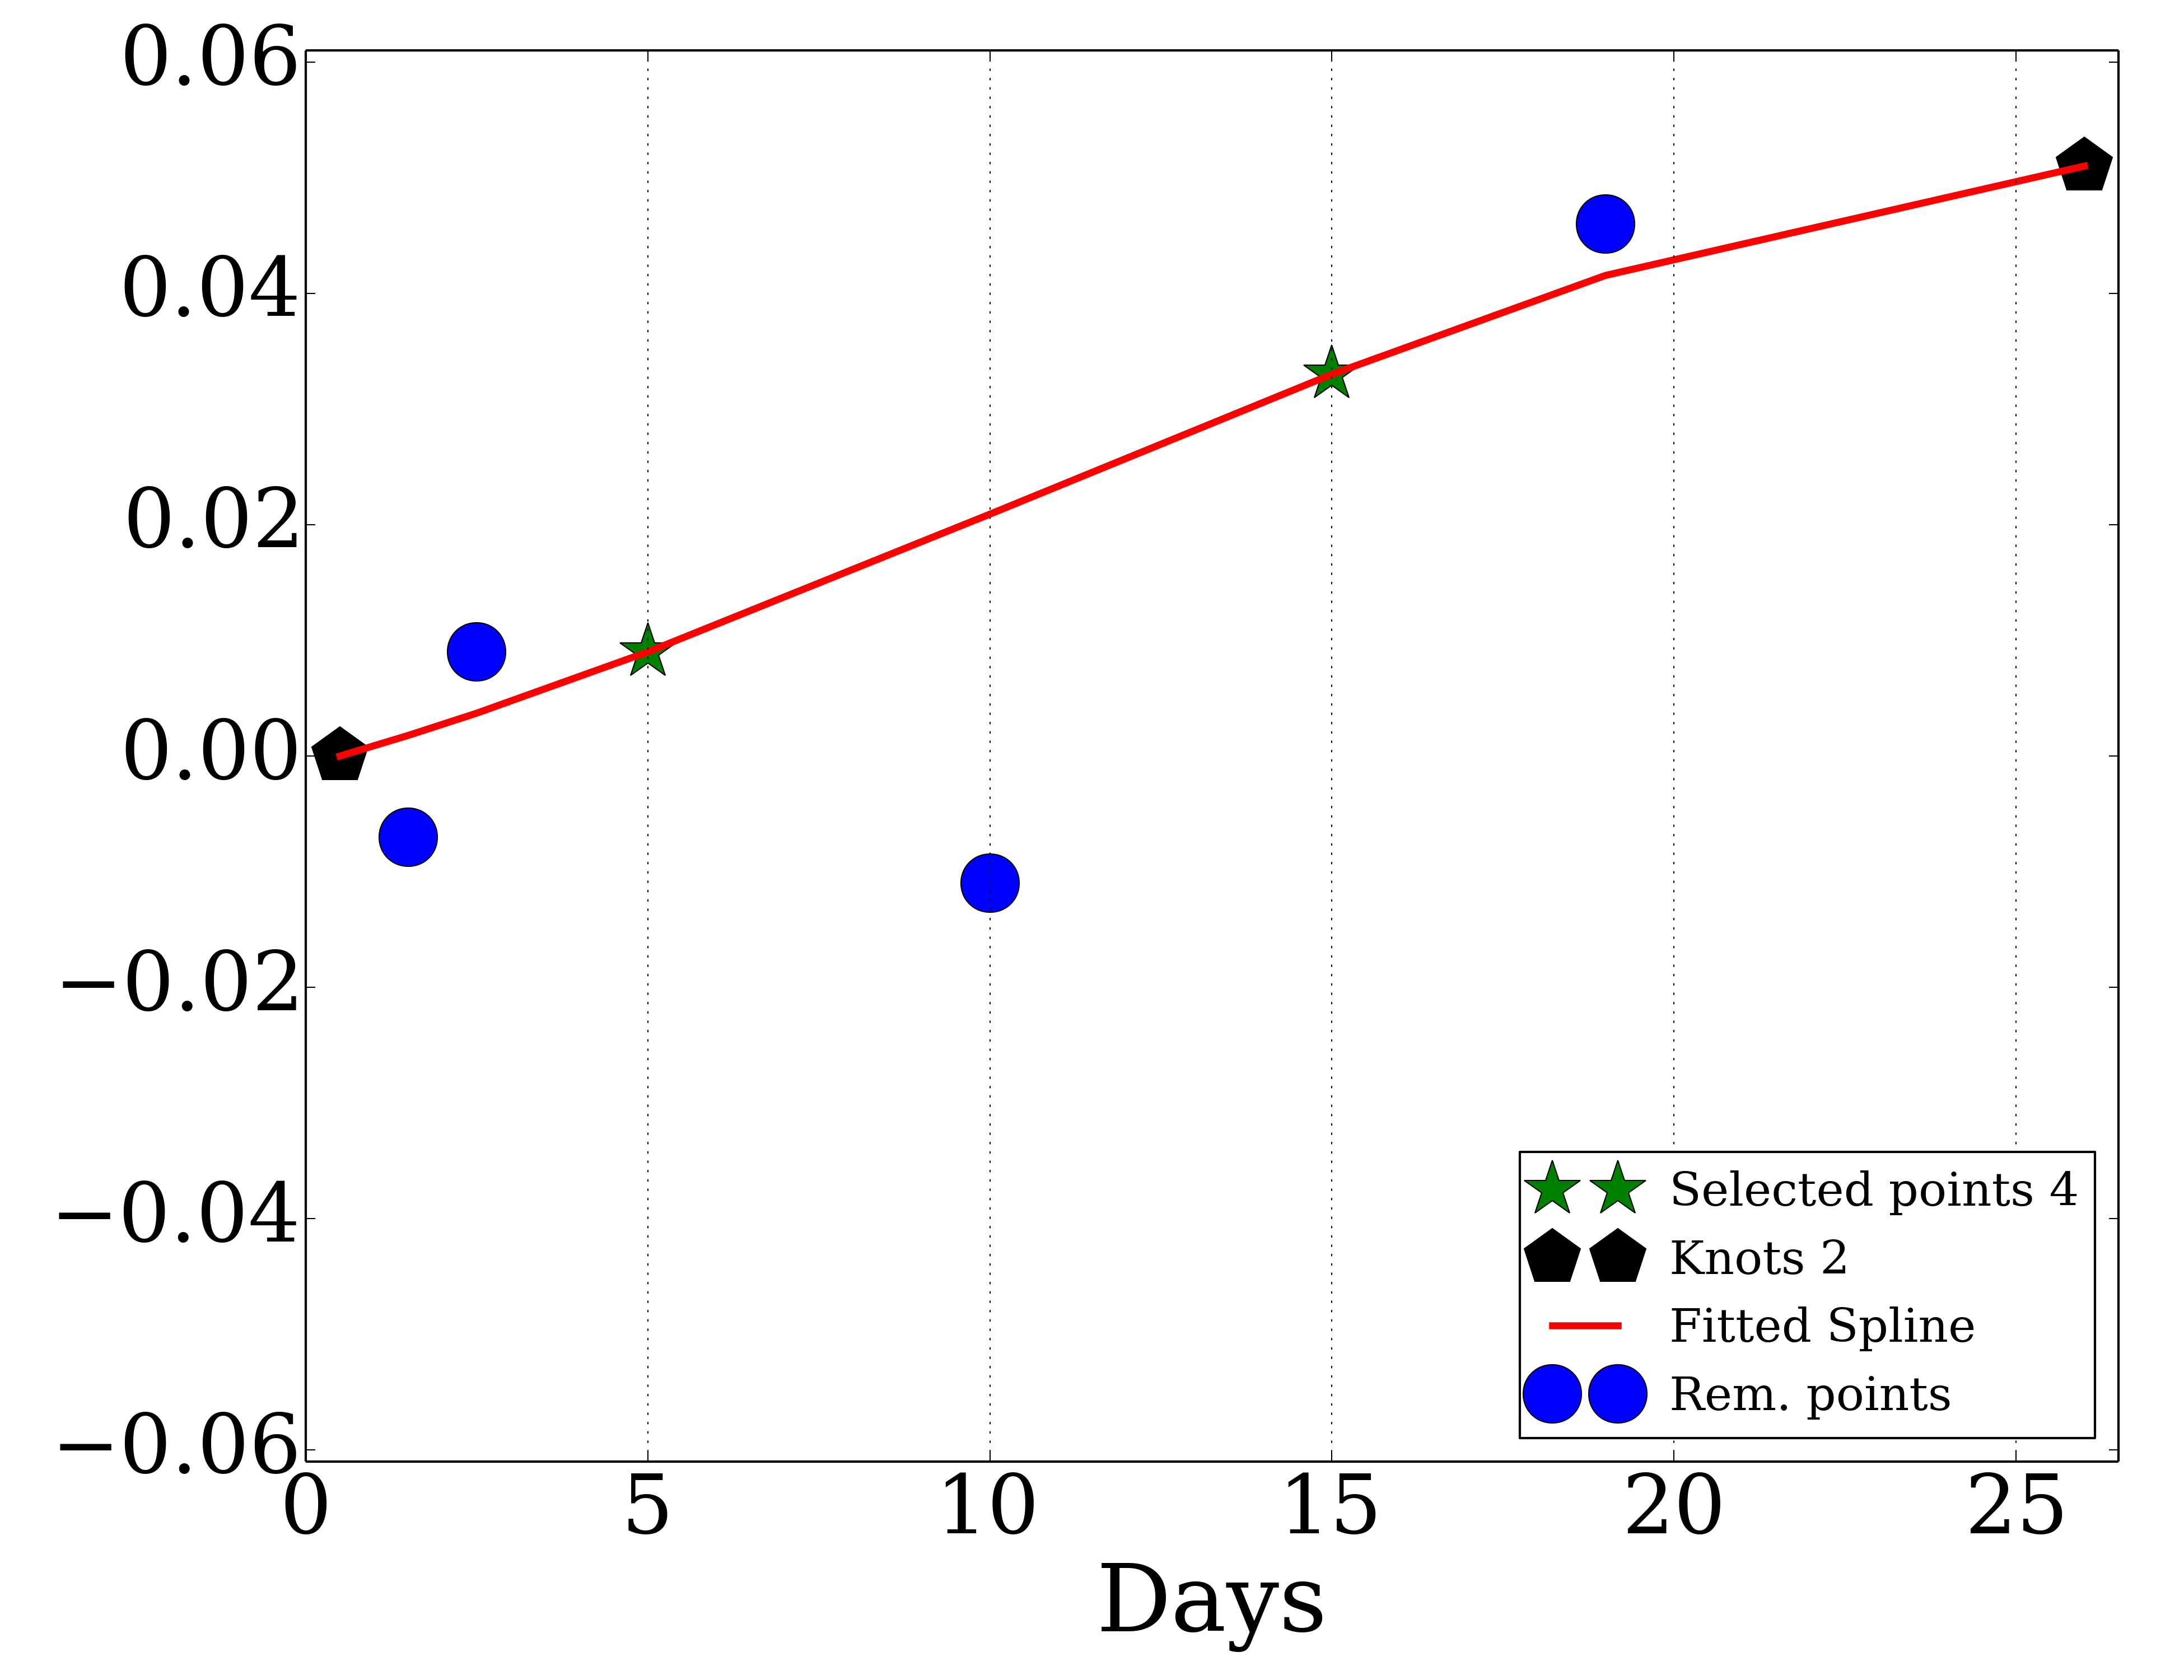 0.06
0.04
0.02
0.00
−0.02
−0.04
−0.06
0 5 10 15 20 25
Days
Selected points 4
Knots 2
Fitted Spline
Rem. points